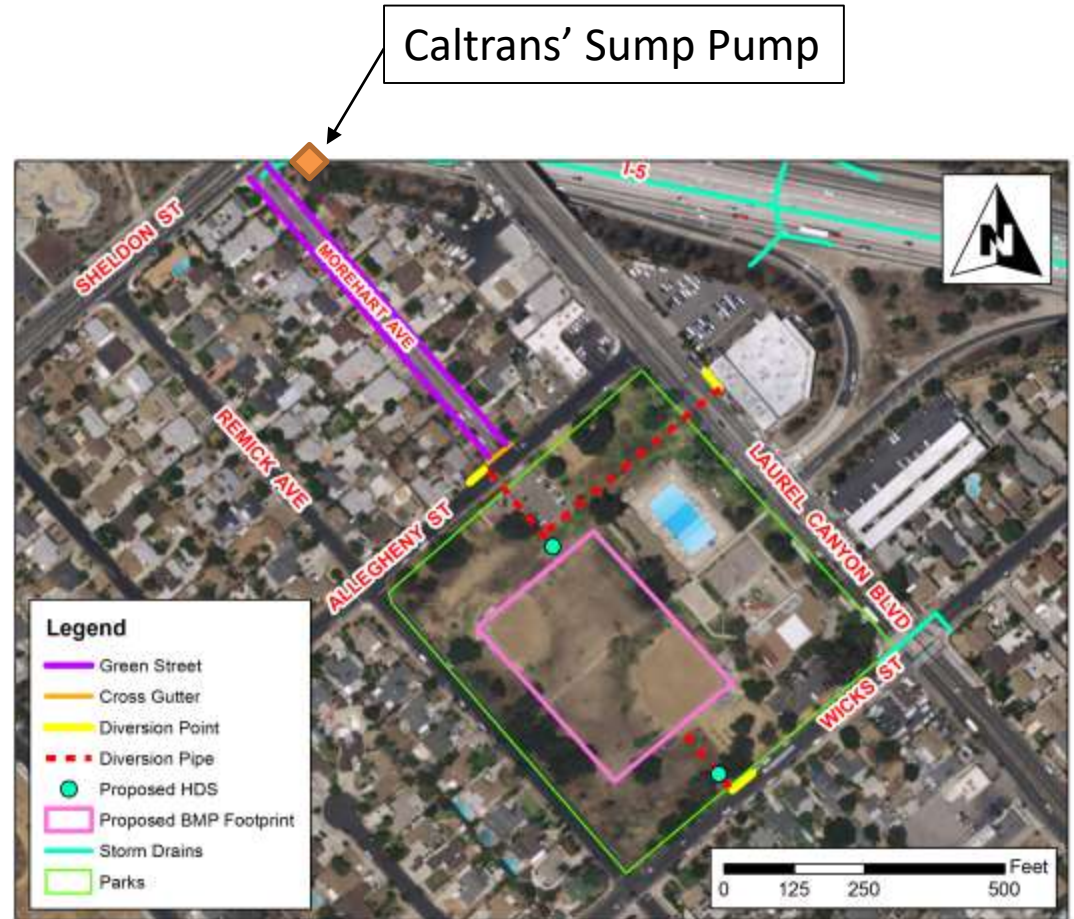 Caltrans' Sump Pump
I-5
N
SHELDON ST
MOREHART AVE
REMICK AVE
ALLEGHENY ST
LAUREL CANYON BLVD
WICKS ST
Legend
Green Street
Cross Gutter
Diversion Point
Diversion Pipe
Proposed HDS
Proposed BMP Footprint
Storm Drains
Parks
Feet
0 125 250 500